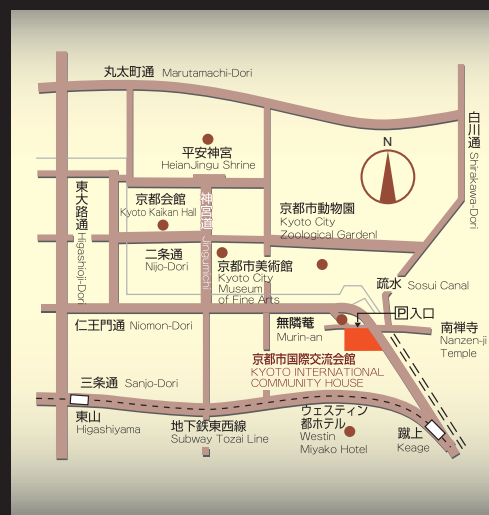 丸太町通 Marutamachi-Dori
白川通
Shirakawa-Dori
N
平安神宮
HeianJingu Shrine
東大路通
Higashioji-Dori
京都会館
Kyoto Kaikan Hall
神宮道
Jingumichi
京都市動物園
Kyoto City
Zoological Gardenl
二条通
Nijo-Dori
京都市美術館
Kyoto City
Museum
of Fine Arts
疏水 Sosui Canal
P入口
仁王門通 Niomon-Dori
無隣菴
Murin-an
南禅寺
Nanzen-ji
Temple
京都市国際交流会館
KYOTO INTERNATIONAL
COMMUNITY HOUSE
三条通 Sanjo-Dori
東山
Higashiyama
地下鉄東西線
Subway Tozai Line
ウェスティン
都ホテル
Westin
Miyako Hotel
蹴上
Keage